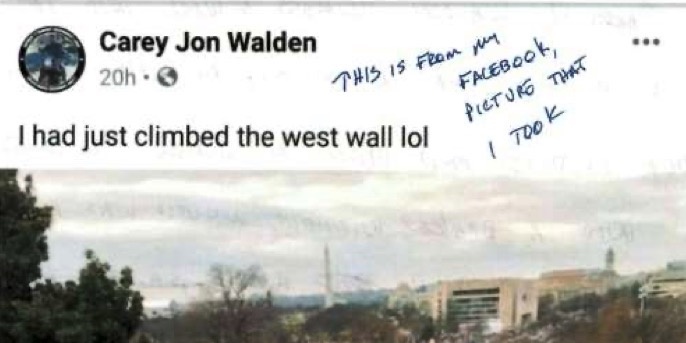 Carey Jon Walden
20h ·
THIS IS FROM MY
FACEBOOK,
PICTURE THAT
I TOOK
I had just climbed the west wall lol